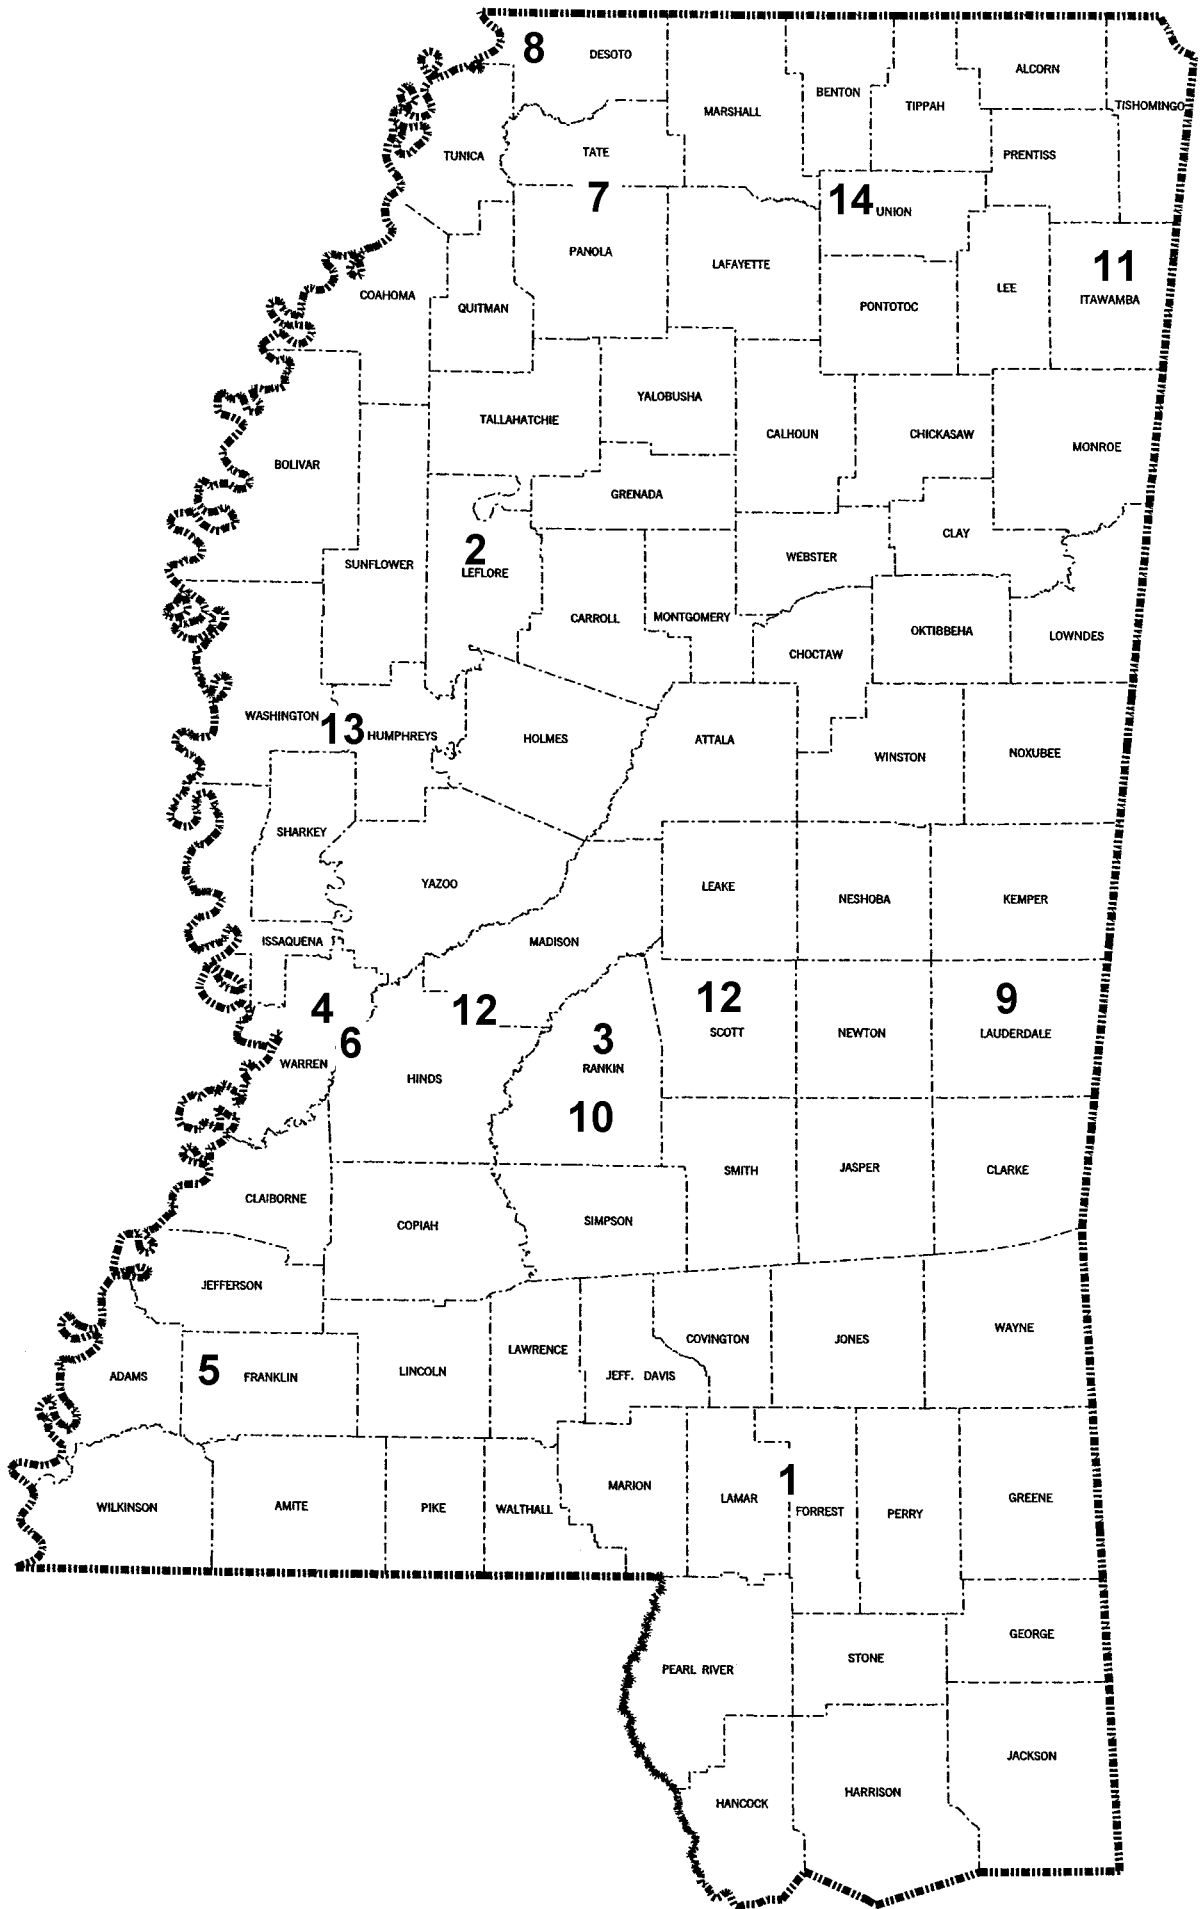 8
DESOTO
MARSHALL
BENTON
TIPPAH
ALCORN
TISHOMINGO
TUNICA
TATE
PRENTISS
7
14
UNION
PANOLA
LAFAYETTE
11
COAHOMA
QUITMAN
PONTOTOC
LEE
ITAWAMBA
TALLAHATCHIE
YALOBUSHA
CALHOUN
CHICKASAW
MONROE
BOLIVAR
GRENADA
2
SUNFLOWER
LEFLORE
WEBSTER
CLAY
CARROLL
MONTGOMERY
CHOCTAW
OKTIBBEHA
LOWNDES
WASHINGTON
13
HUMPHREYS
HOLMES
ATTALA
WINSTON
NOXUBEE
SHARKEY
YAZOO
LEAKE
NESHOBA
KEMPER
ISSAQUENA
MADISON
4
12
12
9
6
3
SCOTT
NEWTON
LAUDERDALE
WARREN
HINDS
RANKIN
10
CLAIBORNE
COPIAH
SIMPSON
SMITH
JASPER
CLARKE
JEFFERSON
ADAMS
5
FRANKLIN
LINCOLN
LAWRENCE
JEFF. DAVIS
COVINGTON
JONES
WAYNE
WILKINSON
AMITE
PIKE
WALTHALL
MARION
LAMAR
1
FORREST
PERRY
GREENE
PEARL RIVER
STONE
GEORGE
HANCOCK
HARRISON
JACKSON